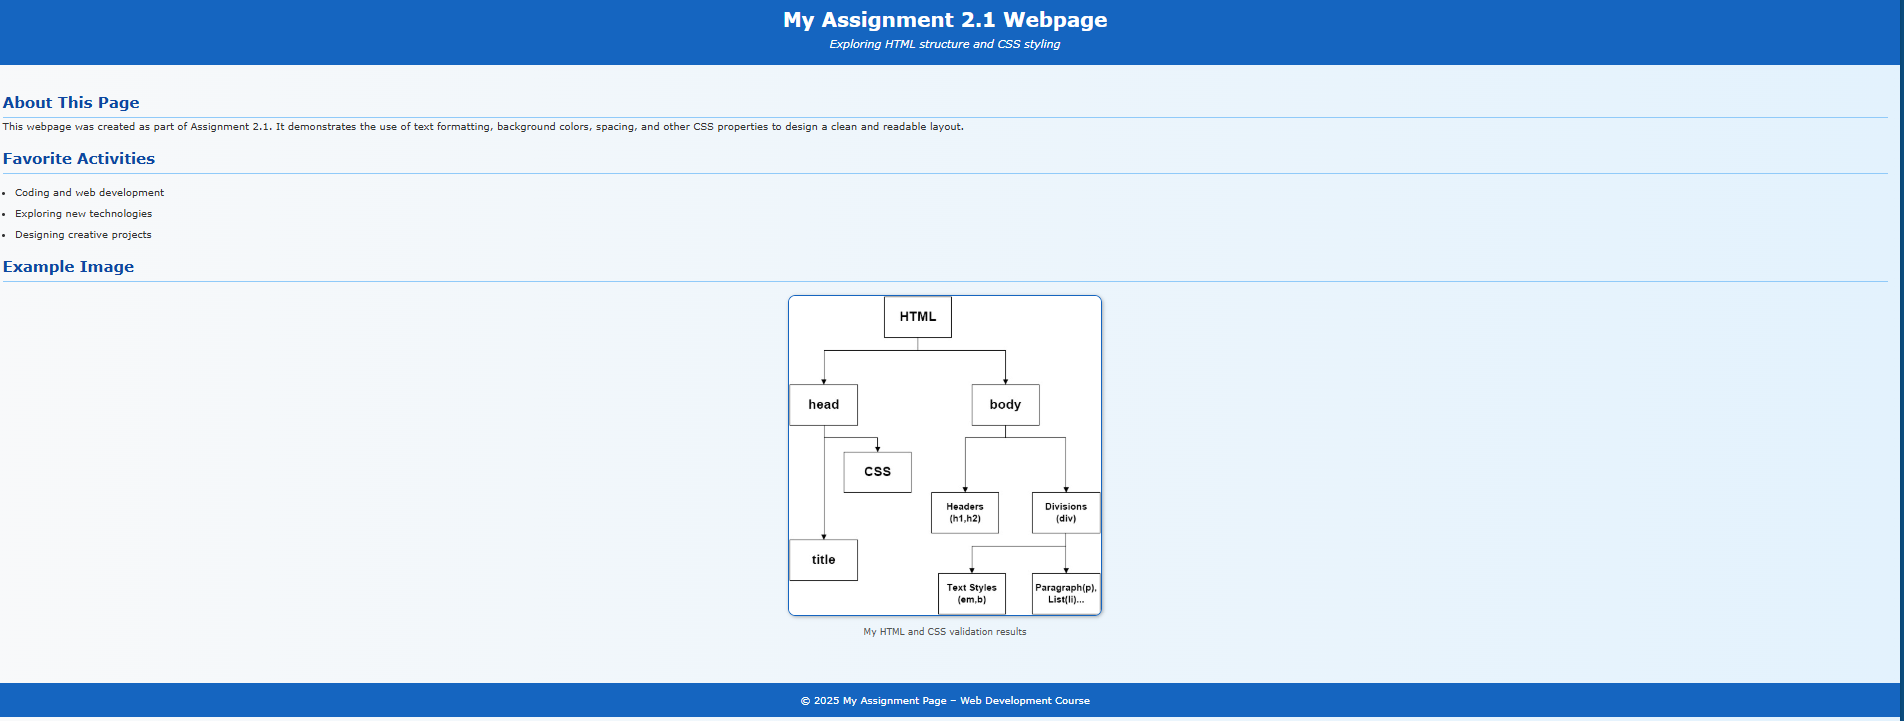 My Assignment 2.1 Webpage
Exploring HTML structure and CSS styling
About This Page
This webpage was created as part of Assignment 2.1. It demonstrates the use of text formatting, background colors, spacing, and other CSS properties to design a clean and readable layout.
Favorite Activities
• Coding and web development
• Exploring new technologies
• Designing creative projects
Example Image
HTML
head
body
CSS
Headers
(h1,h2)
Divisions
(div)
title
Text Styles
(em,b)
Paragraph(p),
List(li)...
My HTML and CSS validation results
© 2025 My Assignment Page – Web Development Course